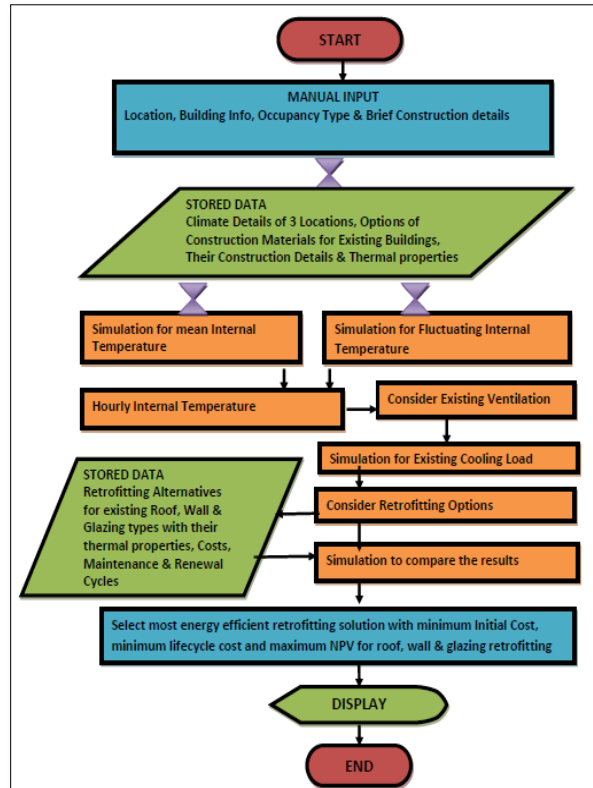 START
MANUAL INPUT
Location, Building Info, Occupancy Type & Brief Construction details
STORED DATA
Climate Details of 3 Locations, Options of
Construction Materials for Existing Buildings,
Their Construction Details & Thermal properties
Simulation for mean Internal
Temperature
Simulation for Fluctuating Internal
Temperature
Hourly Internal Temperature
Consider Existing Ventilation
Simulation for Existing Cooling Load
STORED DATA
Retrofitting Alternatives
for existing Roof, Wall &
Glazing types with their
thermal properties, Costs,
Maintenance & Renewal
Cycles
Consider Retrofitting Options
Simulation to compare the results
Select most energy efficient retrofitting solution with minimum Initial Cost,
minimum lifecycle cost and maximum NPV for roof, wall & glazing retrofitting
DISPLAY
END